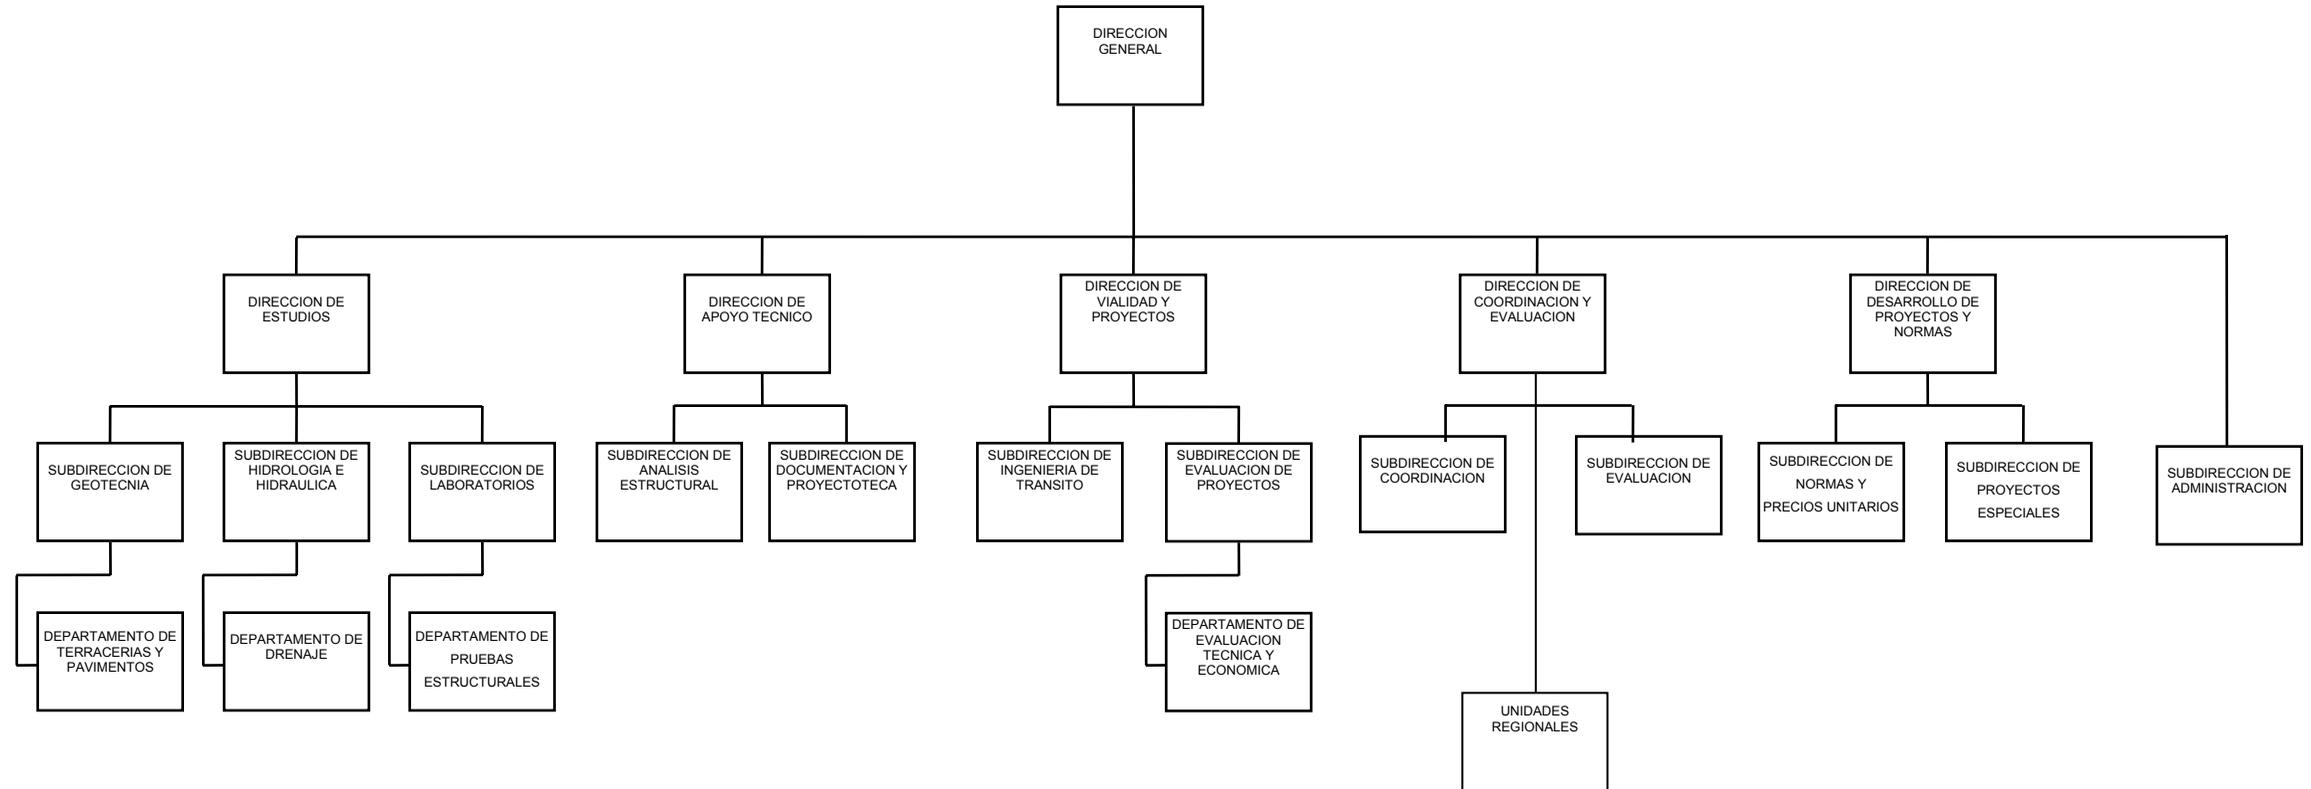 DIRECCION
GENERAL
DIRECCION DE
ESTUDIOS
DIRECCION DE
APOYO TECNICO
DIRECCION DE
VIALIDAD Y
PROYECTOS
DIRECCION DE
COORDINACION Y
EVALUACION
DIRECCION DE
DESARROLLO DE
PROYECTOS Y
NORMAS
SUBDIRECCION DE
GEOTECNIA
SUBDIRECCION DE
HIDROLOGIA E
HIDRAULICA
SUBDIRECCION DE
LABORATORIOS
SUBDIRECCION DE
ANALISIS
ESTRUCTURAL
SUBDIRECCION DE
DOCUMENTACION Y
PROYECTOTECA
SUBDIRECCION DE
INGENIERIA DE
TRANSITO
SUBDIRECCION DE
EVALUACION DE
PROYECTOS
SUBDIRECCION DE
COORDINACION
SUBDIRECCION DE
EVALUACION
SUBDIRECCION DE
NORMAS Y
PRECIOS UNITARIOS
SUBDIRECCION DE
PROYECTOS
ESPECIALES
SUBDIRECCION DE
ADMINISTRACION
DEPARTAMENTO DE
TERRACERIAS Y
PAVIMENTOS
DEPARTAMENTO DE
DRENAJE
DEPARTAMENTO DE
PRUEBAS
ESTRUCTURALES
DEPARTAMENTO DE
EVALUACION
TECNICA Y
ECONOMICA
UNIDADES
REGIONALES